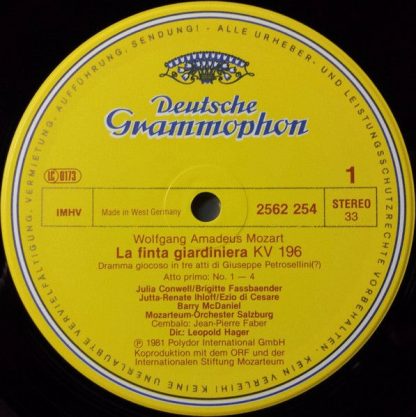 VERMIETUNG, AUFFÜHRUNG, SENDUNG! - ALLE URHEBER- UND LEISTUNGSSCHUTZRECHTE VORBEHALTEN. KEIN VERLEIH! KEINE UNERLAUBTE VERVIELFÄLTIGUNG,
Deutsche
Grammophon
LC 0173
1
IMHV
Made in West Germany
2562 254
STEREO
33
Wolfgang Amadeus Mozart
La finta giardiniera KV 196
Dramma giocoso in tre atti di Giuseppe Petrosellini(?)
Atto primo: No. 1 – 4
Julia Conwell/Brigitte Fassbaender
Jutta-Renate Ihloff/Ezio di Cesare
Barry McDaniel
Mozarteum-Orchester Salzburg
Cembalo: Jean-Pierre Faber
Dir.: Leopold Hager
℗ 1981 Polydor International GmbH
Koproduktion mit dem ORF und der
Internationalen Stiftung Mozarteum